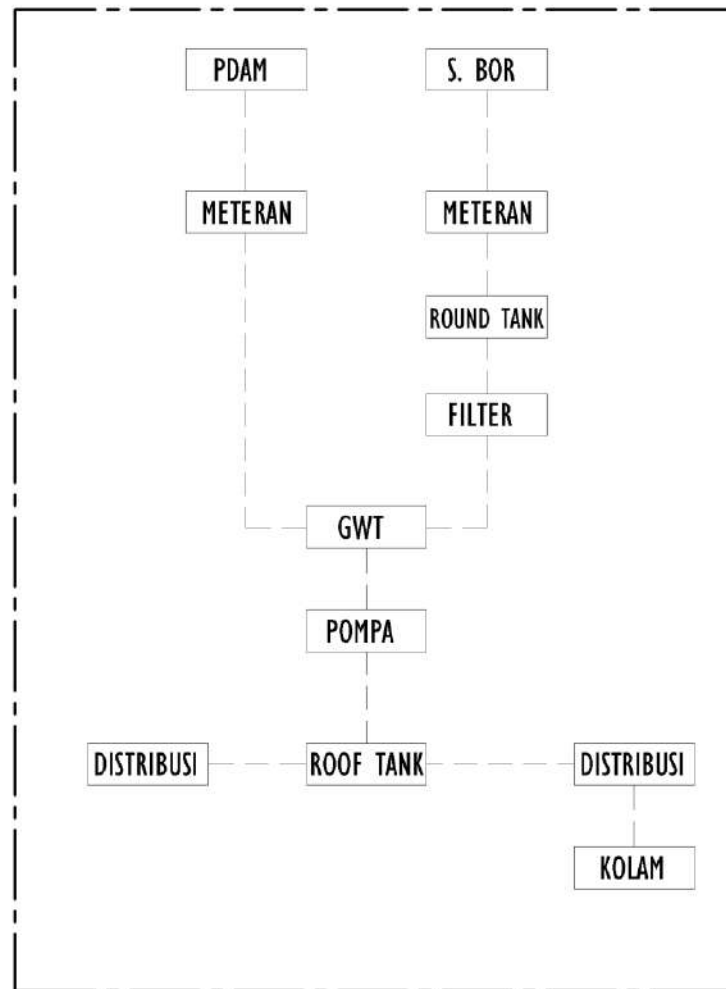 PDAM
S. BOR
METERAN
METERAN
ROUND TANK
FILTER
GWT
POMPA
DISTRIBUSI
ROOF TANK
DISTRIBUSI
KOLAM